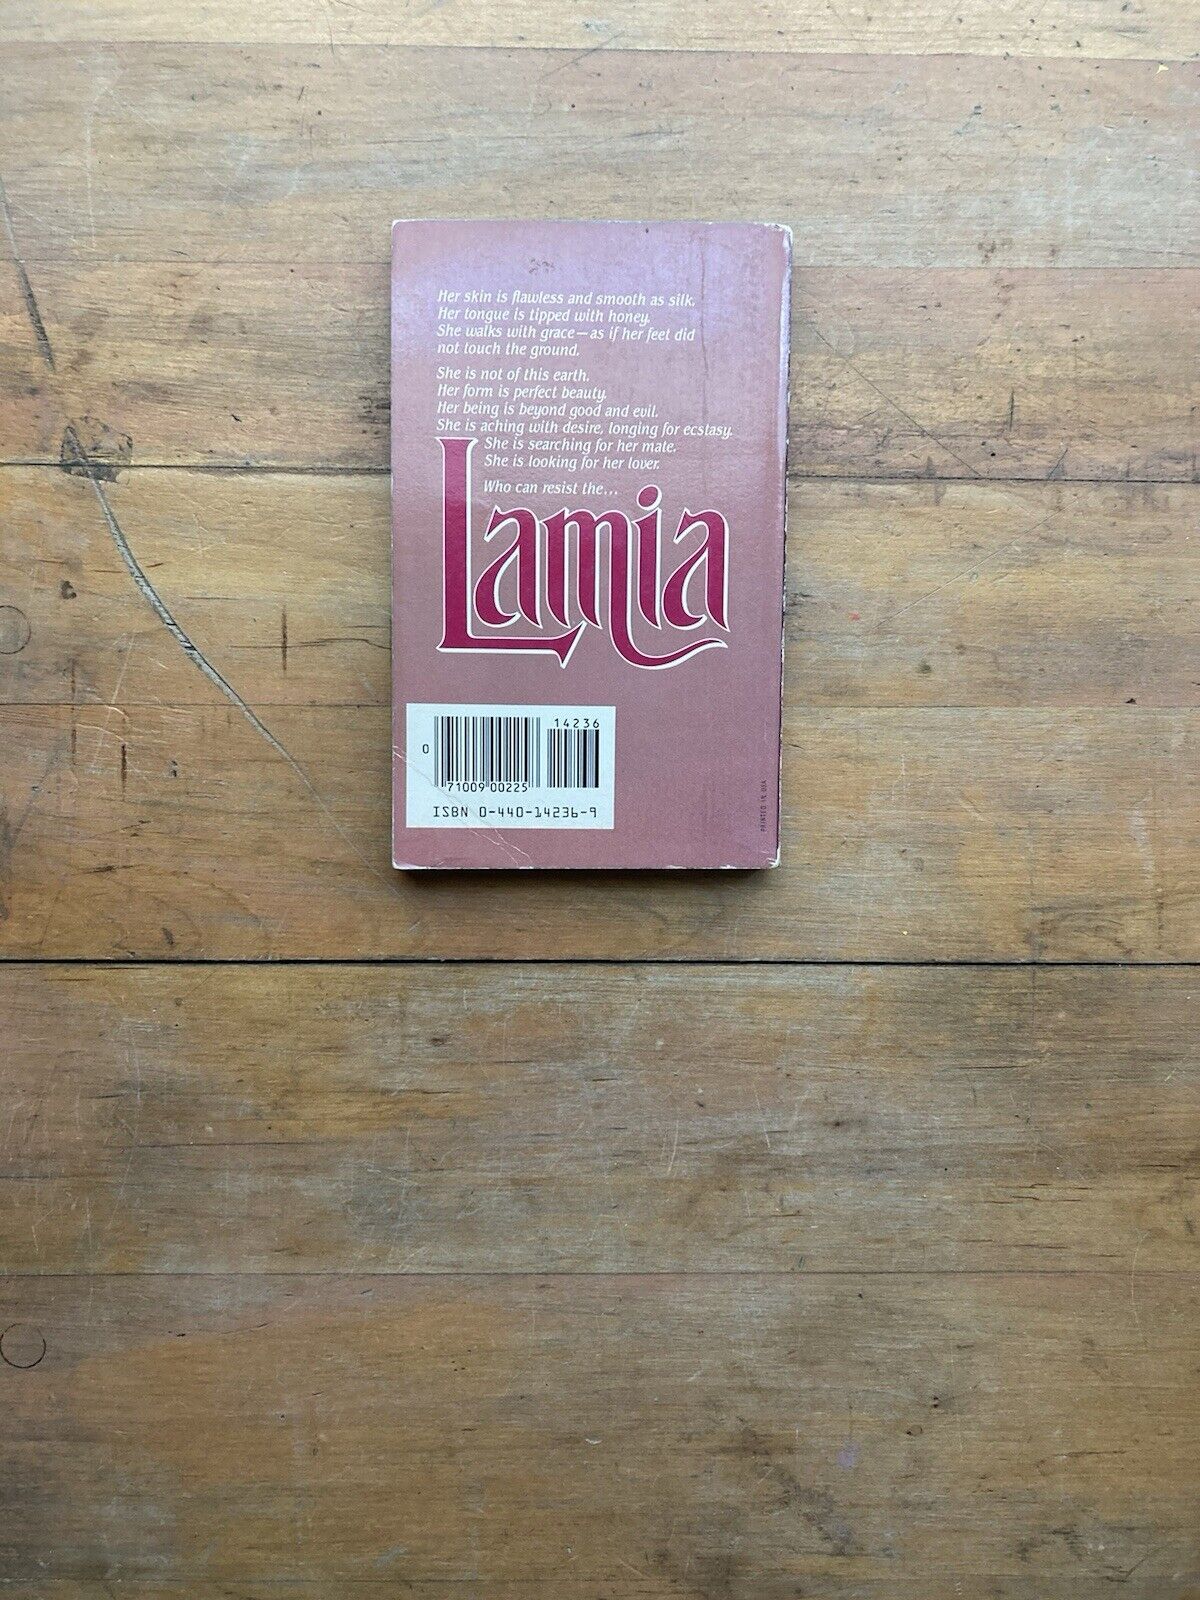 Her skin is flawless and smooth as silk.
Her tongue is tipped with honey.
She walks with grace—as if her feet did
not touch the ground.
She is not of this earth.
Her form is perfect beauty.
Her being is beyond good and evil.
She is aching with desire, longing for ecstasy.
She is searching for her mate.
She is looking for her lover.
Who can resist the...
Lamia
14236
0
71009 00225
ISBN 0-440-14236-9
PRINTED IN USA